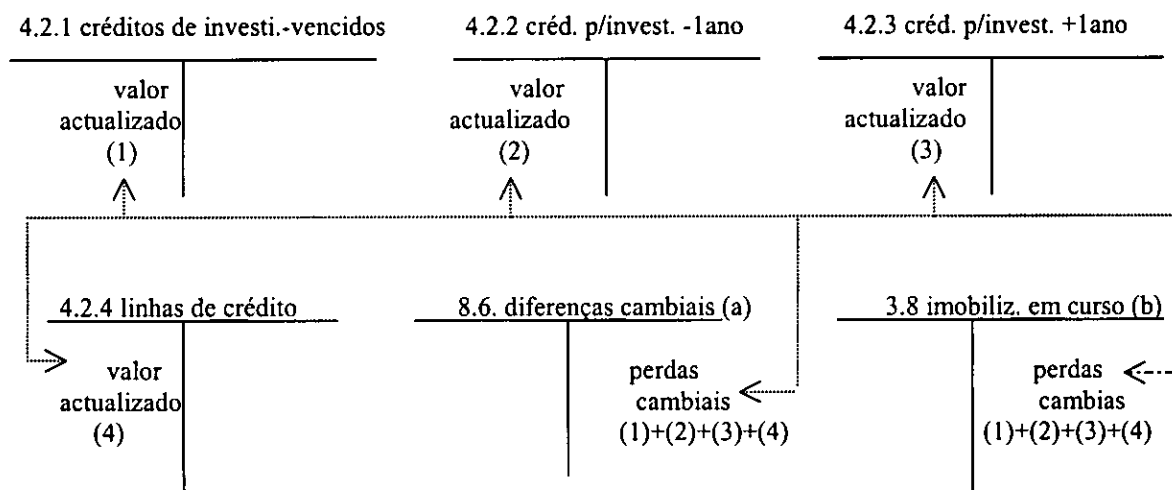 4.2.1 créditos de investi.-vencidos
4.2.2 créd. p/invest. -1ano
4.2.3 créd. p/invest. +1ano
valor
actualizado
(1)
valor
actualizado
(2)
valor
actualizado
(3)
4.2.4 linhas de crédito
8.6. diferenças cambiais (a)
3.8 imobiliz. em curso (b)
valor
actualizado
(4)
perdas
cambiais
(1)+(2)+(3)+(4)
perdas
cambias
(1)+(2)+(3)+(4)